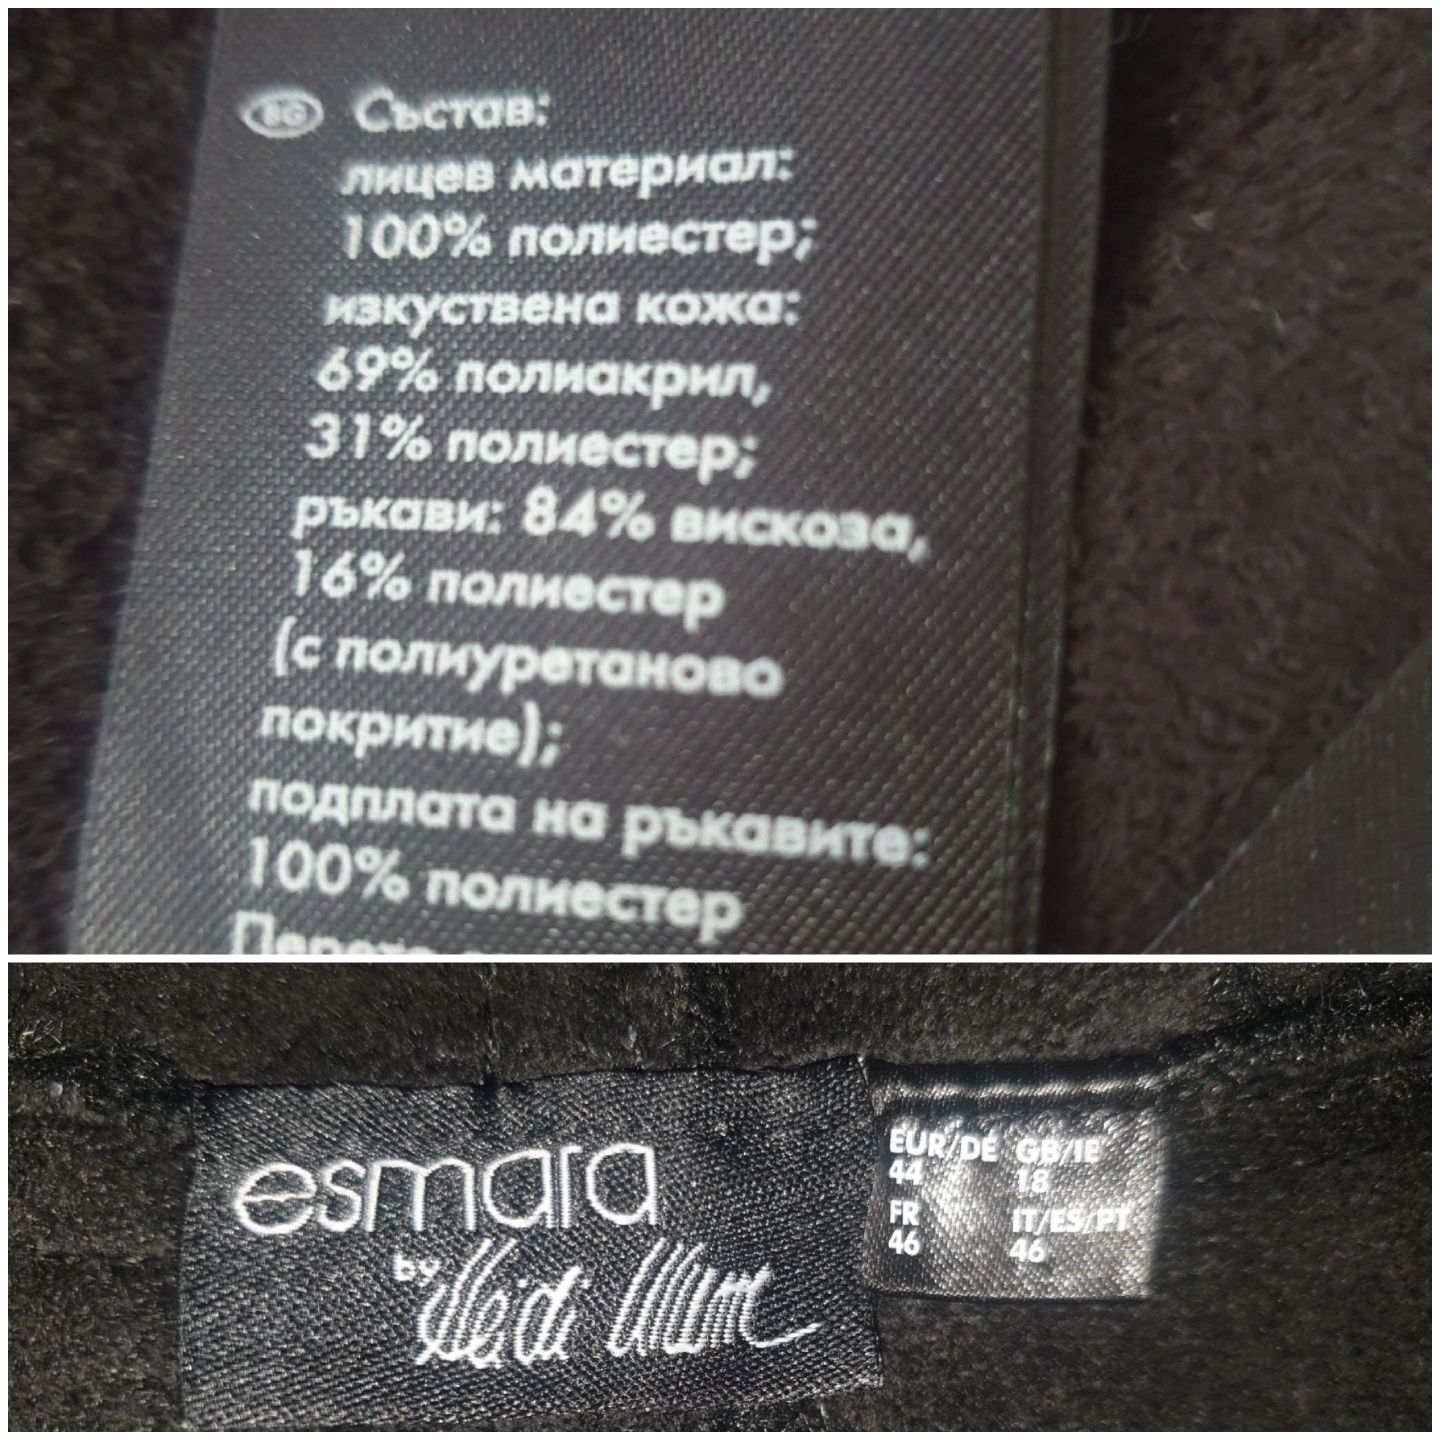 BG Състав:
лицев материал:
100% полиестер;
изкуствена кожа:
69% полиакрил,
31% полиестер;
ръкави: 84% вискоза,
16% полиестер
(с полиуретаново
покритие);
подплата на ръкавите:
100% полиестер
esmara
by Heidi Klum
EUR/DE GB/IE
44 18
FR IT/ES/PT
46 46